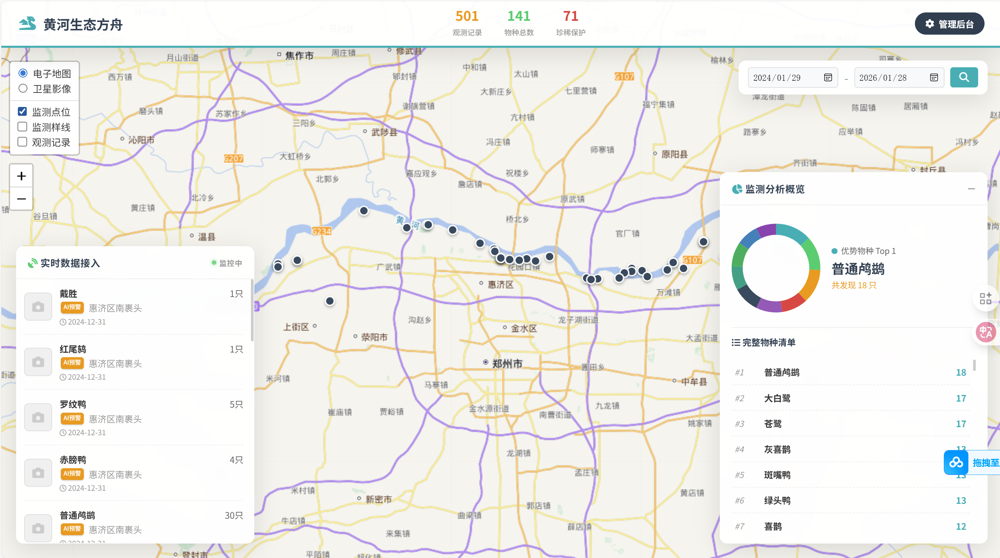 黄河生态方舟
501
观测记录
141
物种总数
71
珍稀保护
管理后台
电子地图
卫星影像
监测点位
监测样线
观测记录
+
−
2024/01/29
-
2026/01/28
月山街道
焦作市
周庄镇
修武县
榆林乡
司寨乡
西万镇
郇封镇
中和镇
太山镇
G107
大新庄乡
七里营镇
潭龙街道
磨头镇
苏家作乡
谢旗营镇
福宁集镇
陈固镇
居厢镇
三阳乡
亢村镇
沁阳市
武陟县
路寨乡
应举镇
冯庄镇
冯村乡
G207
大虹桥乡
师寨镇
原阳县
齐街镇
封丘县
北郭乡
嘉应观乡
祝楼乡
詹店镇
北冷乡
原武镇
黄庄镇
谷旦镇
桥北乡
黄河
G234
温县
官厂镇
G107
广武镇
花园口镇
惠济区
万滩镇
沟赵乡
龙子湖街道
上街区
荥阳市
金水区
大孟街道
郑州市
圃田乡
米河镇
马寨镇
中牟县
崔庙镇
贾峪镇
金水源街道
南曹街道
九龙镇
姚家镇
龙湖镇
孟庄镇
米村镇
新密市
黄店镇
郭店镇
牛店镇
曲梁镇
薛店镇
来集镇
登封市
平陌镇
超化镇
实时数据接入
监控中
戴胜
1只
AI预警 惠济区南裹头
2024-12-31
红尾鸫
1只
AI预警 惠济区南裹头
2024-12-31
罗纹鸭
5只
AI预警 惠济区南裹头
2024-12-31
赤膀鸭
4只
AI预警 惠济区南裹头
2024-12-31
普通鸬鹚
30只
AI预警 惠济区南裹头
2024-12-31
监测分析概览
优势物种 Top 1
普通鸬鹚
共发现 18 只
完整物种清单
#1 普通鸬鹚 18
#2 大白鹭 17
#3 苍鹭 17
#4 灰喜鹊 13
#5 斑嘴鸭 13
#6 绿头鸭 13
#7 喜鹊 12
拖拽至